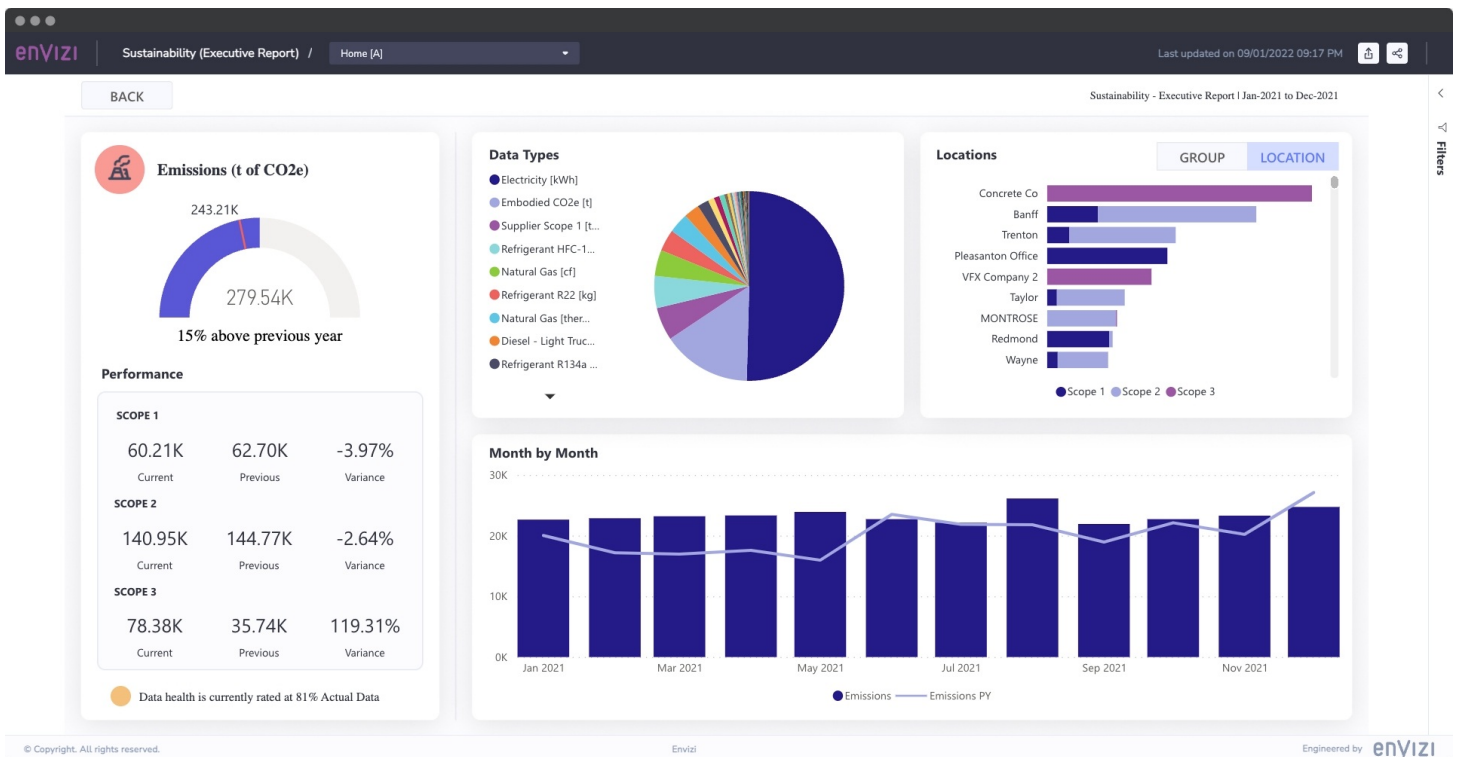 enVIZI
Sustainability (Executive Report) / Home [A]
Last updated on 09/01/2022 09:17 PM
BACK
Sustainability - Executive Report | Jan-2021 to Dec-2021
Filters
Emissions (t of CO2e)
243.21K
279.54K
15% above previous year
Performance
SCOPE 1
60.21K 62.70K -3.97%
Current Previous Variance
SCOPE 2
140.95K 144.77K -2.64%
Current Previous Variance
SCOPE 3
78.38K 35.74K 119.31%
Current Previous Variance
Data health is currently rated at 81% Actual Data
Data Types
Electricity [kWh]
Embodied CO2e [t]
Supplier Scope 1 [t...
Refrigerant HFC-1...
Natural Gas [cf]
Refrigerant R22 [kg]
Natural Gas [ther...
Diesel - Light Truc...
Refrigerant R134a ...
Locations
GROUP LOCATION
Concrete Co
Banff
Trenton
Pleasanton Office
VFX Company 2
Taylor
MONTROSE
Redmond
Wayne
Scope 1 Scope 2 Scope 3
Month by Month
30K
20K
10K
0K
Jan 2021 Mar 2021 May 2021 Jul 2021 Sep 2021 Nov 2021
Emissions Emissions PY
© Copyright. All rights reserved.
Envizi
Engineered by enVIZI